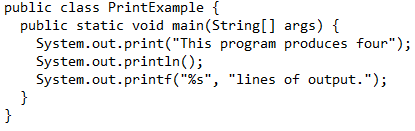 public class PrintExample {
  public static void main(String[] args) {
    System.out.print("This program produces four");
    System.out.println();
    System.out.printf("%s", "lines of output.");
  }
}